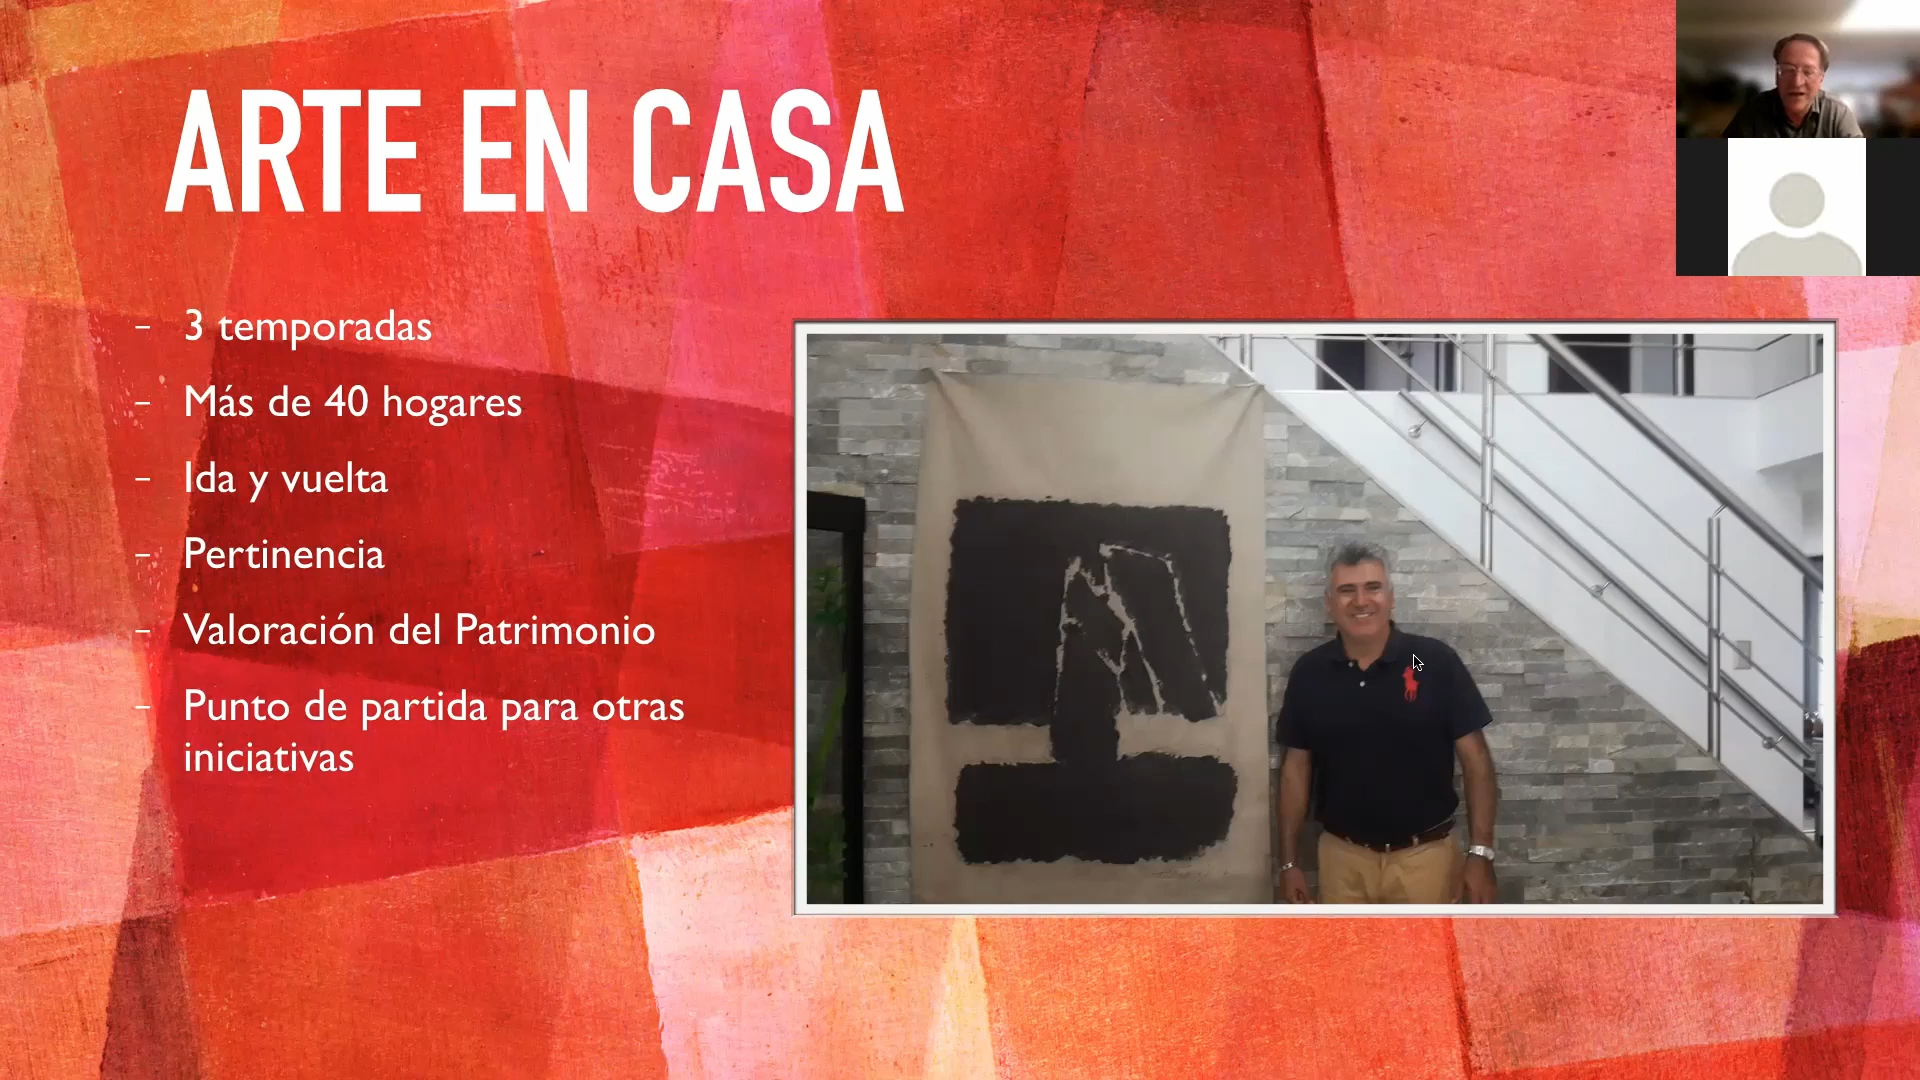 ARTE EN CASA
- 3 temporadas
- Más de 40 hogares
- Ida y vuelta
- Pertinencia
- Valoración del Patrimonio
- Punto de partida para otras
iniciativas